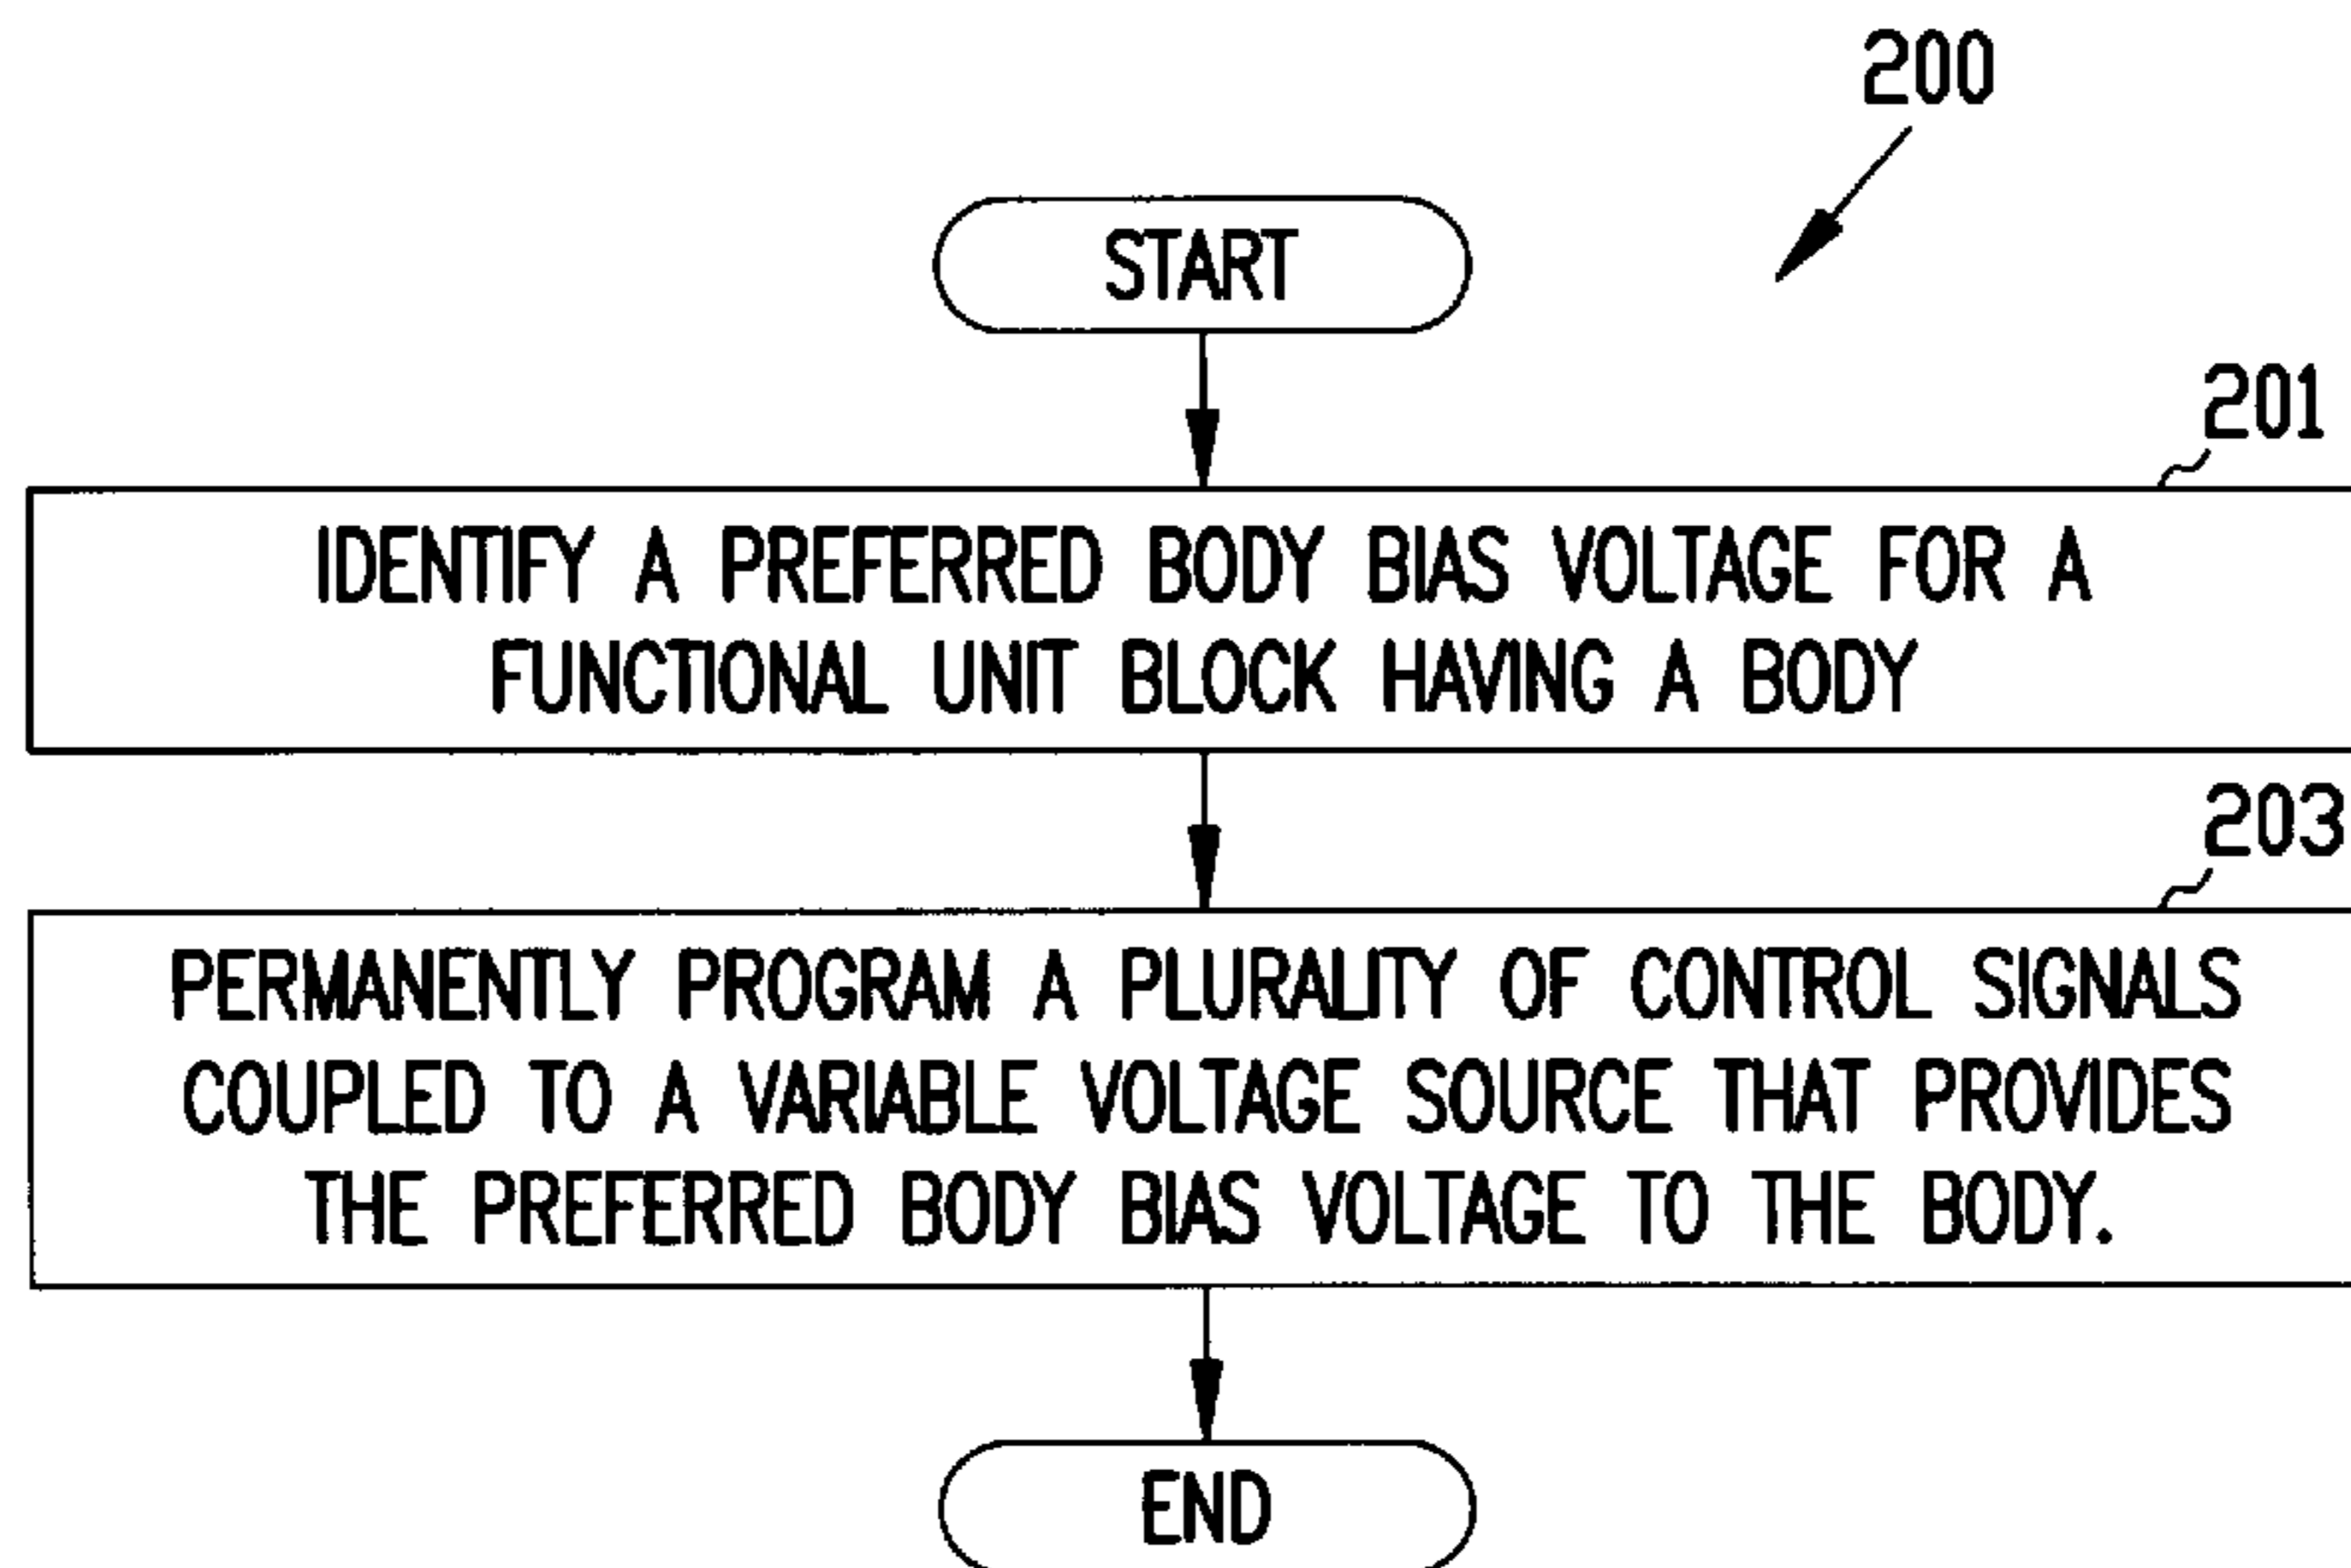 200
START
201
IDENTIFY A PREFERRED BODY BIAS VOLTAGE FOR A
FUNCTIONAL UNIT BLOCK HAVING A BODY
203
PERMANENTLY PROGRAM A PLURALITY OF CONTROL SIGNALS
COUPLED TO A VARIABLE VOLTAGE SOURCE THAT PROVIDES
THE PREFERRED BODY BIAS VOLTAGE TO THE BODY.
END